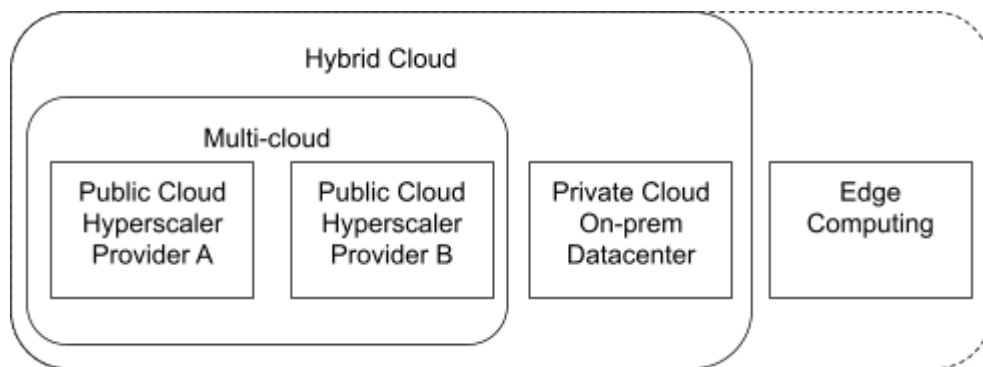 Hybrid Cloud
Multi-cloud
Public Cloud
Hyperscaler
Provider A
Public Cloud
Hyperscaler
Provider B
Private Cloud
On-prem
Datacenter
Edge
Computing